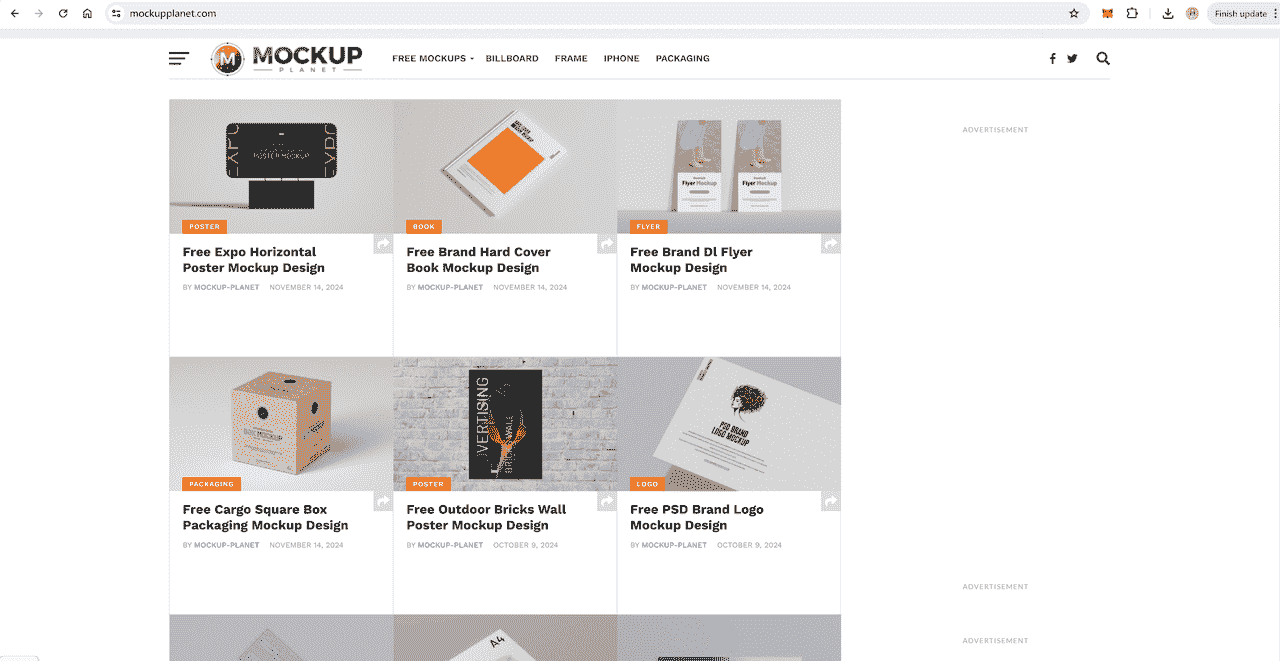 mockupplanet.com
Finish update
M MOCKUP
PLANET
FREE MOCKUPS
BILLBOARD
FRAME
IPHONE
PACKAGING
ADVERTISEMENT
POSTER MOCKUP
Flyer Mockup
Flyer Mockup
POSTER
BOOK
FLYER
Free Expo Horizontal
Poster Mockup Design
BY MOCKUP-PLANET NOVEMBER 14, 2024
Free Brand Hard Cover
Book Mockup Design
BY MOCKUP-PLANET NOVEMBER 14, 2024
Free Brand Dl Flyer
Mockup Design
BY MOCKUP-PLANET NOVEMBER 14, 2024
BOX MOCKUP
PSD BRAND
LOGO MOCKUP
PACKAGING
POSTER
LOGO
Free Cargo Square Box
Packaging Mockup Design
BY MOCKUP-PLANET NOVEMBER 14, 2024
Free Outdoor Bricks Wall
Poster Mockup Design
BY MOCKUP-PLANET OCTOBER 9, 2024
Free PSD Brand Logo
Mockup Design
BY MOCKUP-PLANET OCTOBER 9, 2024
ADVERTISEMENT
ADVERTISEMENT
A4